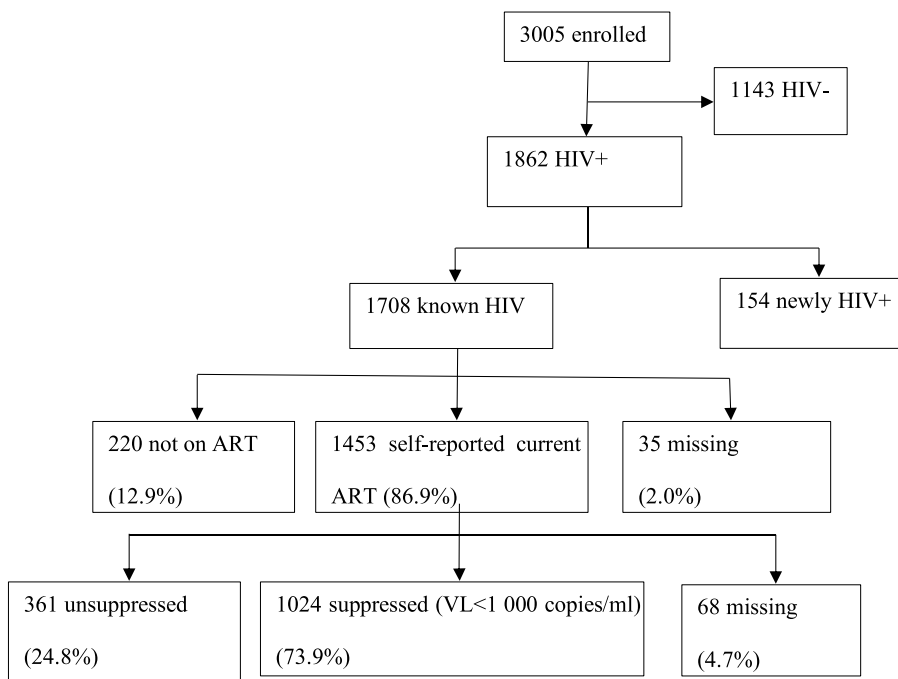 3005 enrolled
1143 HIV-
1862 HIV+
1708 known HIV
154 newly HIV+
220 not on ART
(12.9%)
1453 self-reported current
ART (86.9%)
35 missing
(2.0%)
361 unsuppressed
(24.8%)
1024 suppressed (VL<1 000 copies/ml)
(73.9%)
68 missing
(4.7%)